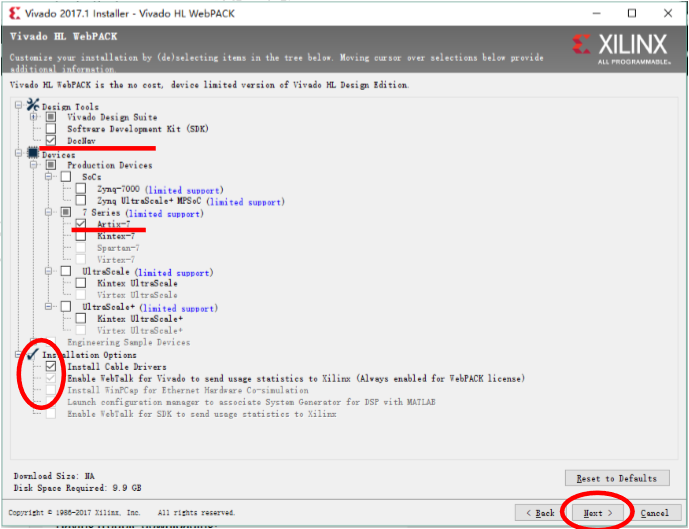 Vivado 2017.1 Installer - Vivado HL WebPACK
Vivado HL WebPACK
XILINX
ALL PROGRAMMABLE.
Customize your installation by (de)selecting items in the tree below. Moving cursor over selections below provide
additional information.
Vivado HL WebPACK is the no cost, device limited version of Vivado HL Design Edition.
Design Tools
Vivado Design Suite
Software Development Kit (SDK)
DocNav
Devices
Production Devices
SoCs
Zynq-7000 (limited support)
Zynq UltraScale+ MPSoC (limited support)
7 Series (limited support)
Artix-7
Kintex-7
Spartan-7
Virtex-7
UltraScale (limited support)
Kintex UltraScale
Virtex UltraScale
UltraScale+ (limited support)
Kintex UltraScale+
Virtex UltraScale+
Engineering Sample Devices
Installation Options
Install Cable Drivers
Enable WebTalk for Vivado to send usage statistics to Xilinx (Always enabled for WebPACK license)
Install WinPCap for Ethernet Hardware Co-simulation
Launch configuration manager to associate System Generator for DSP with MATLAB
Enable WebTalk for SDK to send usage statistics to Xilinx
Download Size: NA
Disk Space Required: 9.9 GB
Reset to Defaults
Copyright © 1986-2017 Xilinx, Inc. All rights reserved.
< Back
Next >
Cancel